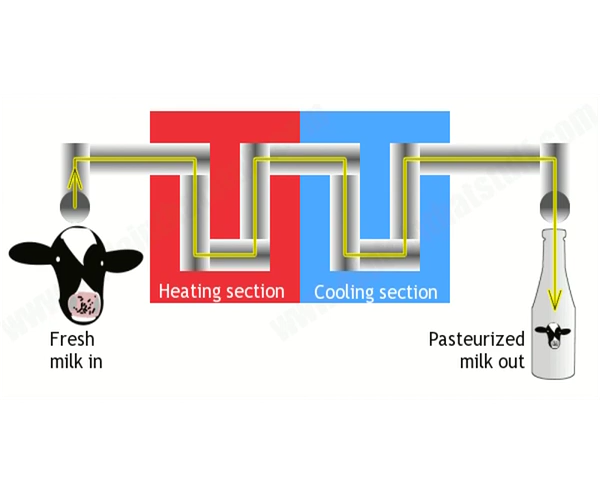 Heating section
Cooling section
Fresh
milk in
Pasteurized
milk out